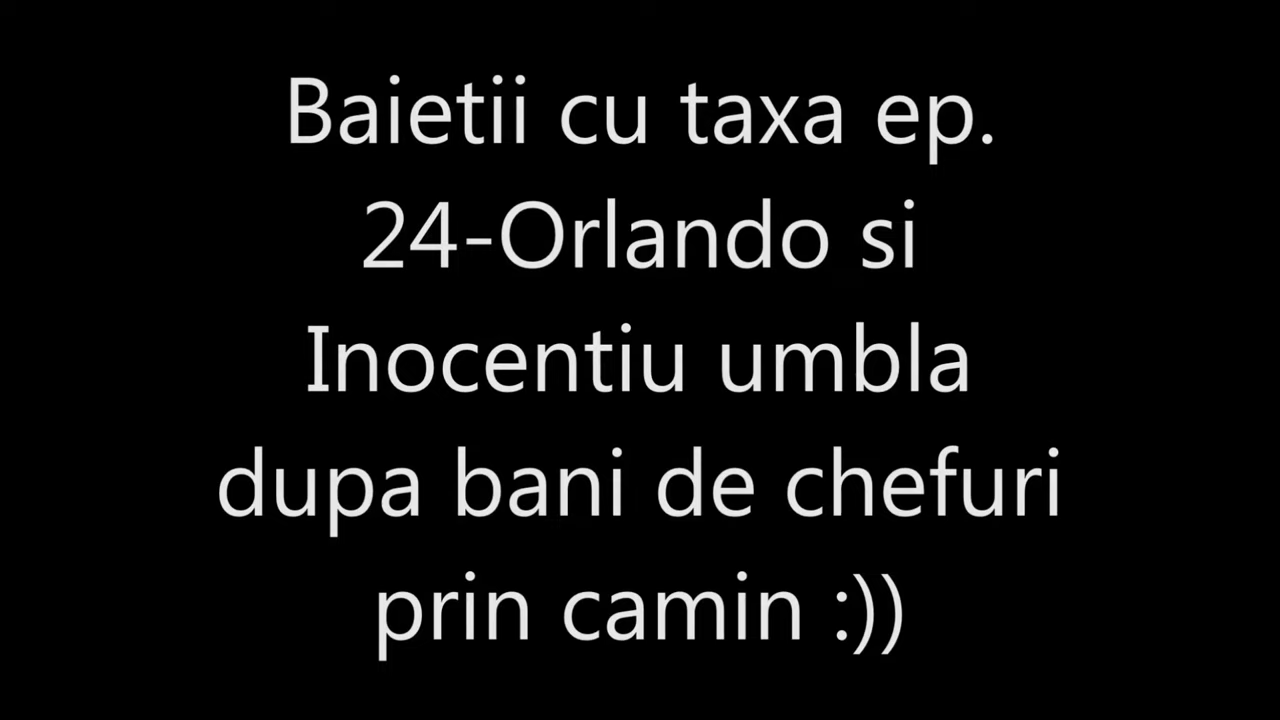 Baietii cu taxa ep.
24-Orlando si
Inocentiu umbla
dupa bani de chefuri
prin camin :))